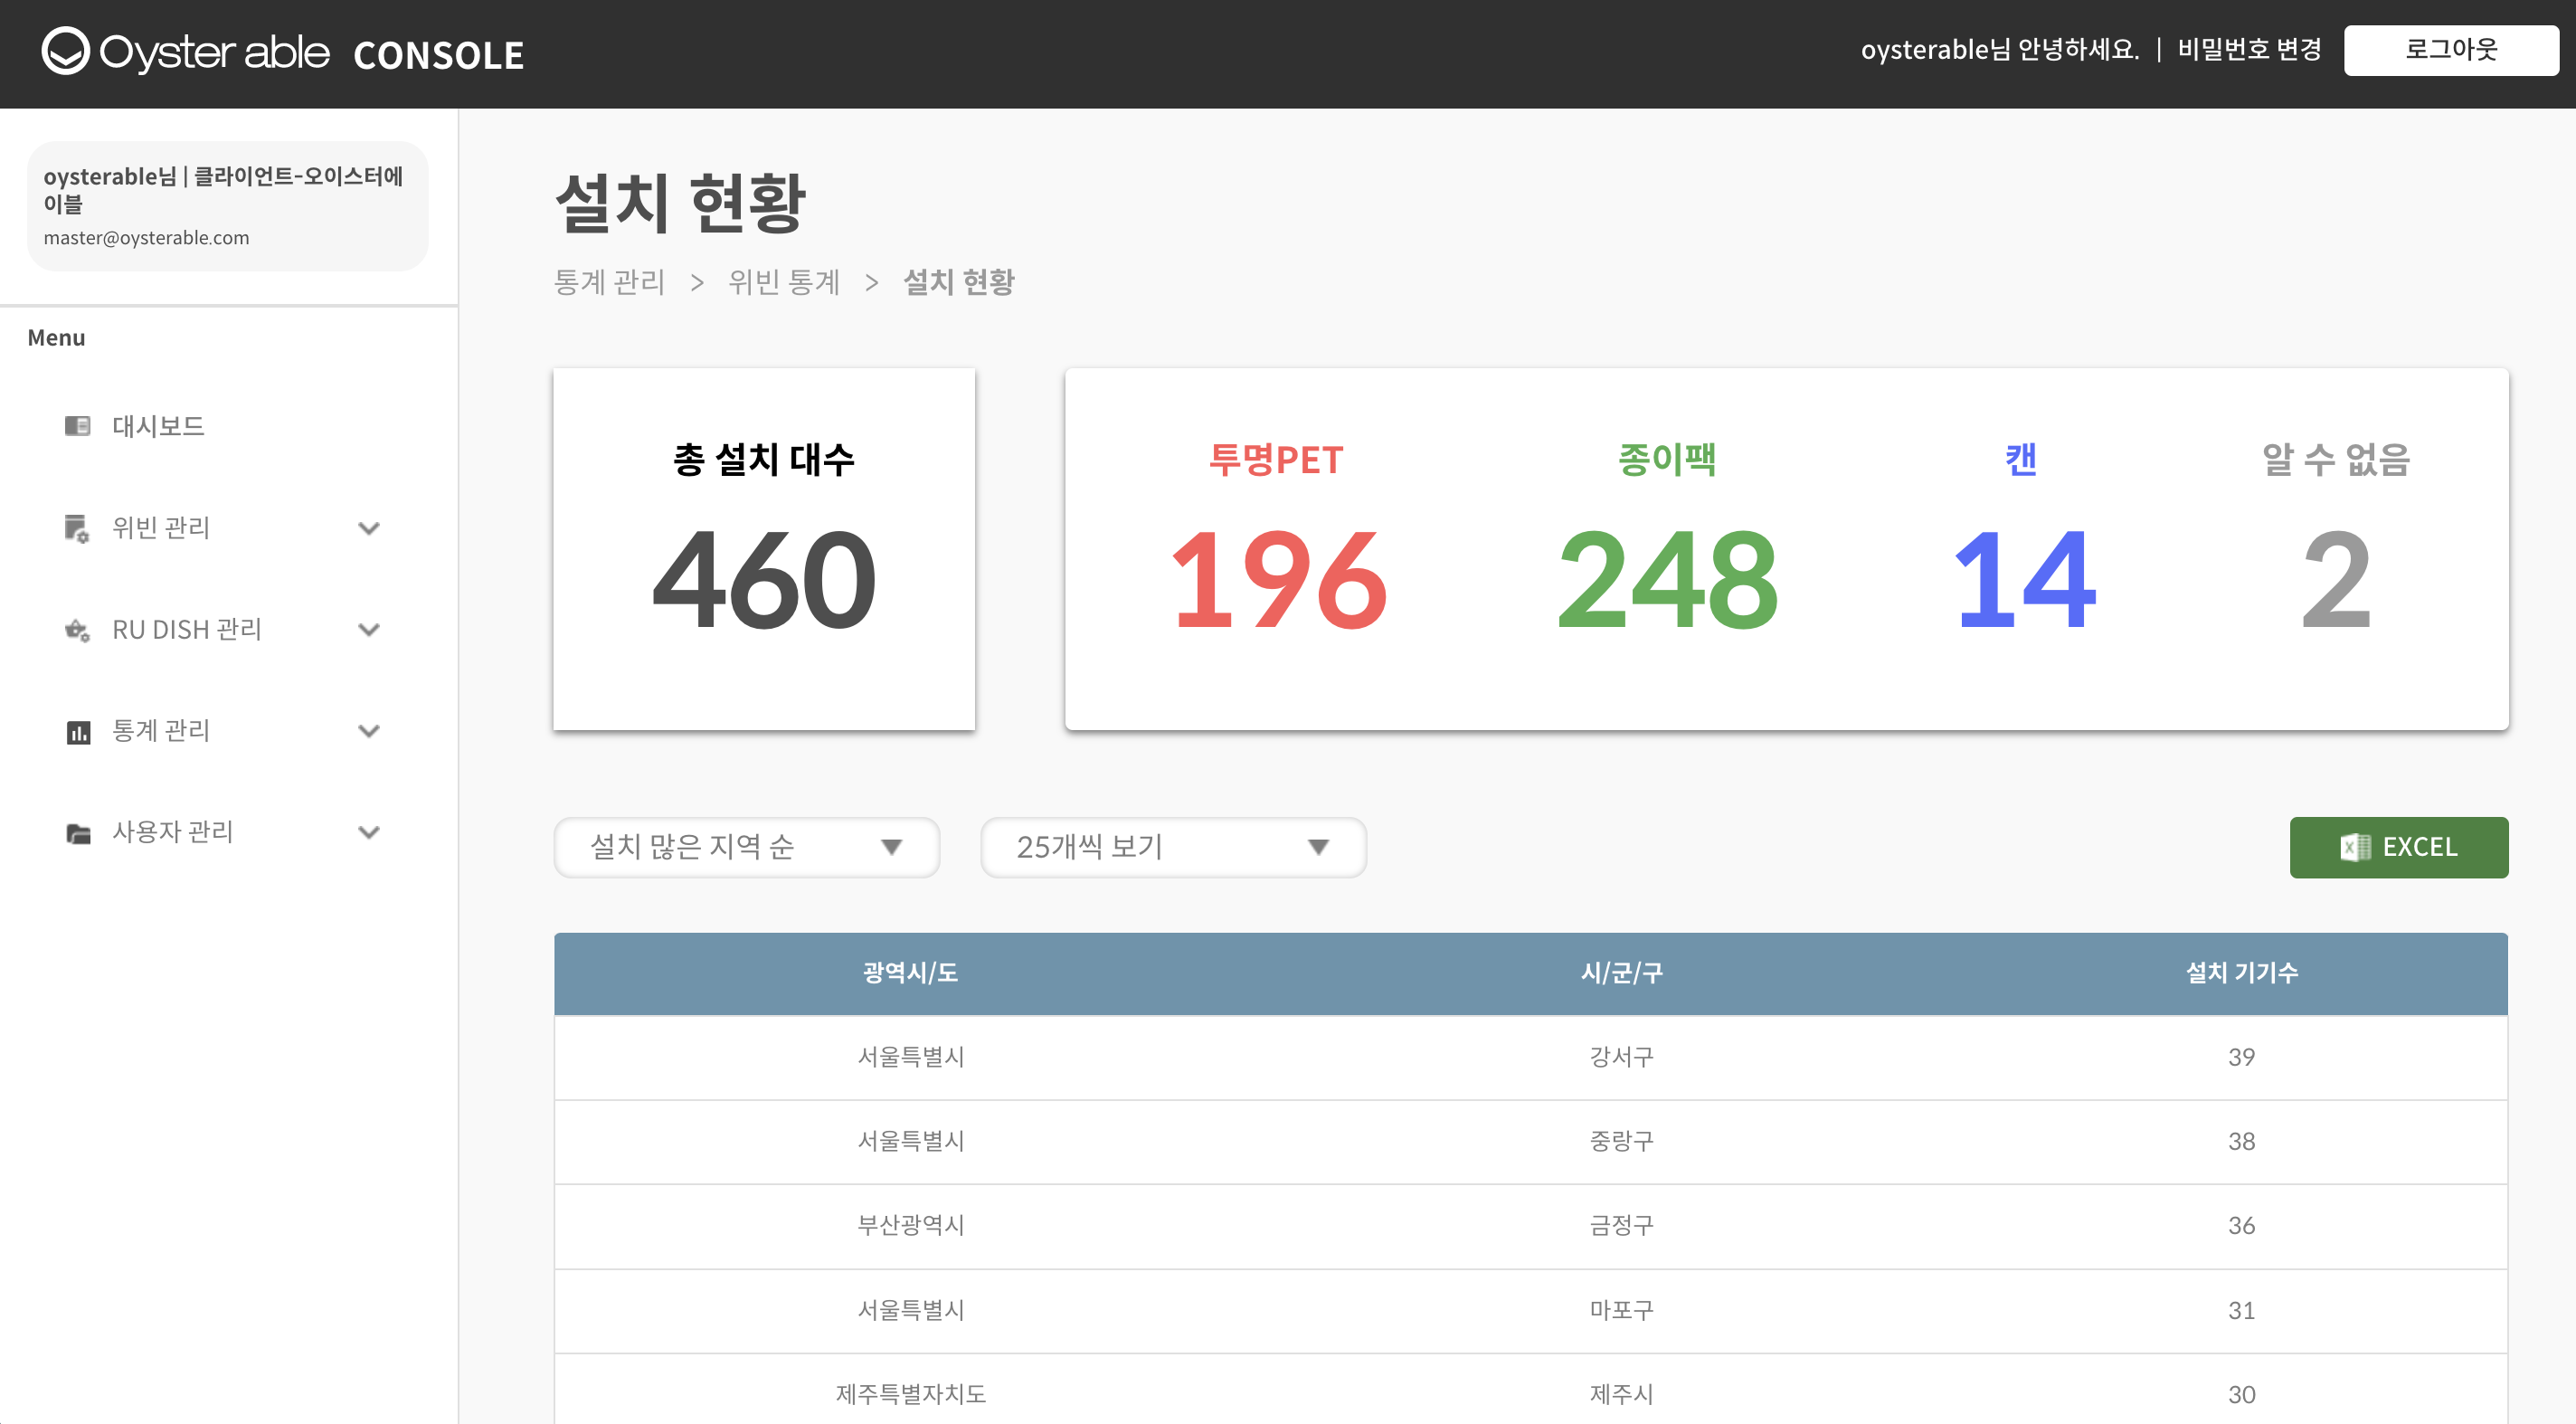 Oyster able CONSOLE
oysterable님 안녕하세요. | 비밀번호 변경
로그아웃
oysterable님 | 클라이언트-오이스터에
이블
master@oysterable.com
Menu
대시보드
위빈 관리
RU DISH 관리
통계 관리
사용자 관리
설치 현황
통계 관리 > 위빈 통계 > 설치 현황
총 설치 대수
460
투명PET
196
종이팩
248
캔
14
알 수 없음
2
설치 많은 지역 순
25개씩 보기
EXCEL
광역시/도 시/군/구 설치 기기수
서울특별시 강서구 39
서울특별시 중랑구 38
부산광역시 금정구 36
서울특별시 마포구 31
제주특별자치도 제주시 30